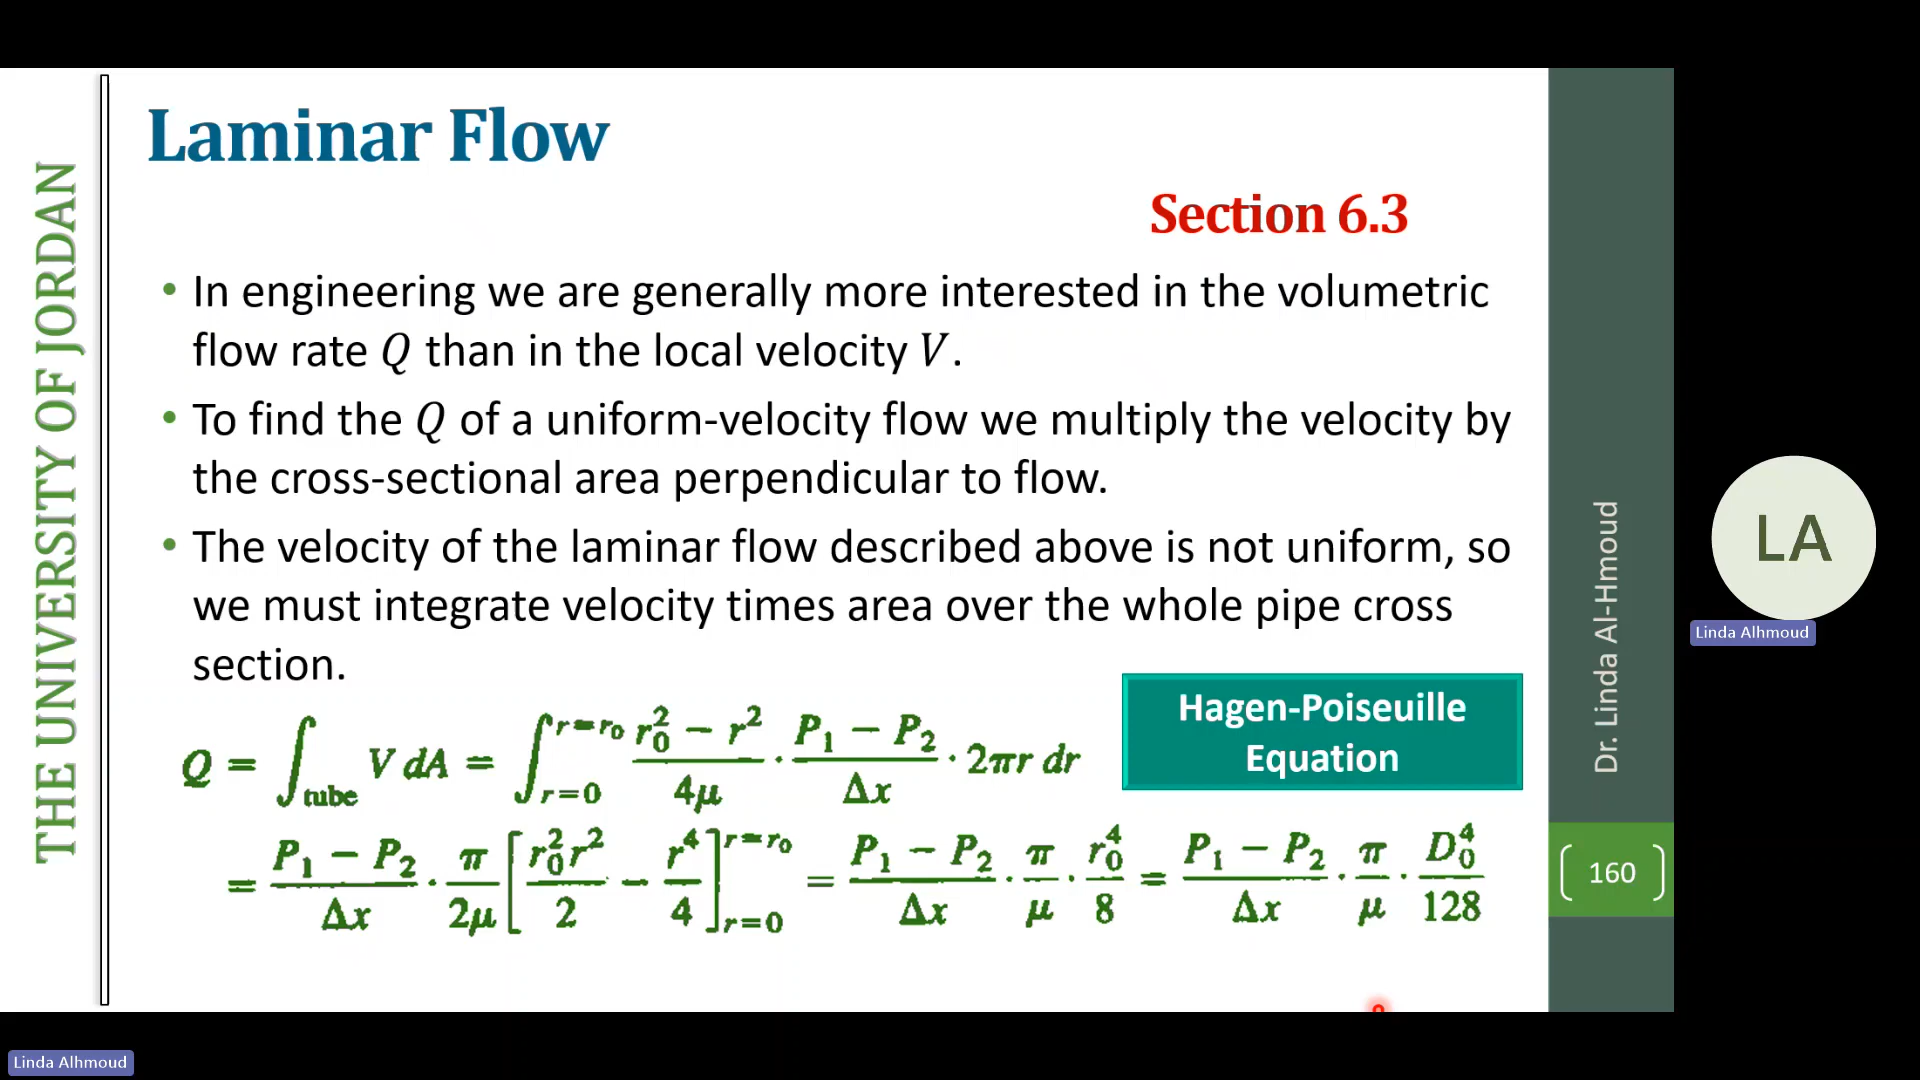 THE UNIVERSITY OF JORDAN
Laminar Flow
Section 6.3
• In engineering we are generally more interested in the volumetric
flow rate Q than in the local velocity V.
• To find the Q of a uniform-velocity flow we multiply the velocity by
the cross-sectional area perpendicular to flow.
• The velocity of the laminar flow described above is not uniform, so
we must integrate velocity times area over the whole pipe cross
section.
Hagen-Poiseuille
Equation
Q = ∫_tube V dA = ∫_{r=0}^{r=r₀} (r₀² − r²)/(4μ) · (P₁ − P₂)/(Δx) · 2πr dr
= (P₁ − P₂)/(Δx) · π/(2μ) [r₀²r²/2 − r⁴/4]_{r=0}^{r=r₀} = (P₁ − P₂)/(Δx) · π/μ · r₀⁴/8 = (P₁ − P₂)/(Δx) · π/μ · D₀⁴/128
Dr. Linda Al-Hmoud
160
LA
Linda Alhmoud
Linda Alhmoud